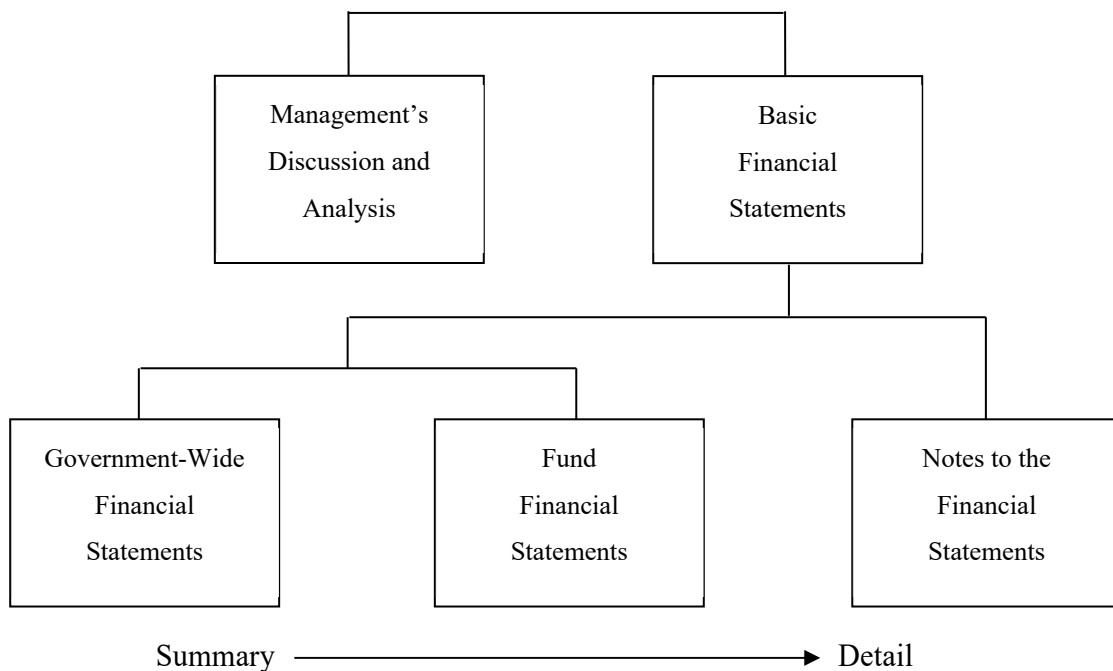 Management’s
Discussion and
Analysis
Basic
Financial
Statements
Government-Wide
Financial
Statements
Fund
Financial
Statements
Notes to the
Financial
Statements
Summary
Detail